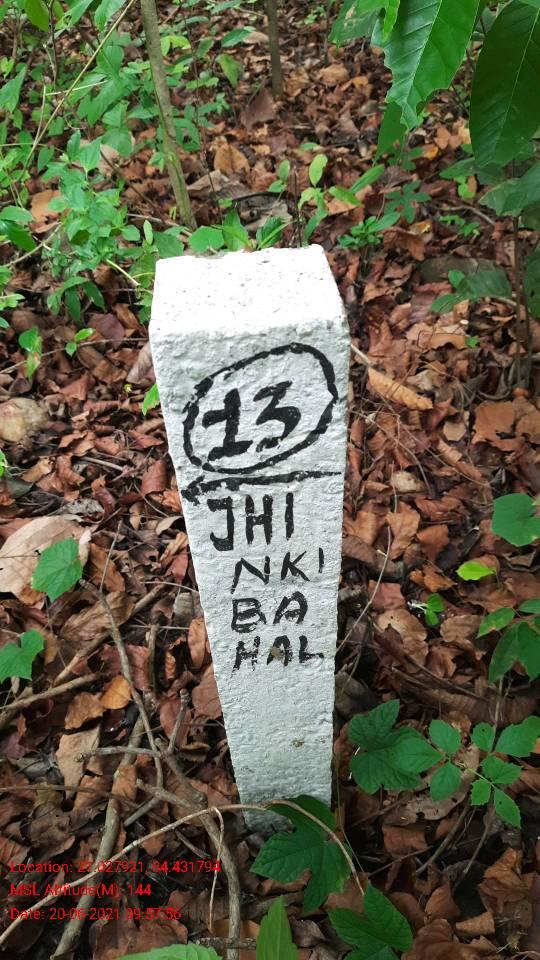 13
JHI
NKI
BA
HAL
Location: 21.027921, 84.431794
MSL Altitude(M): 144
Date: 20-06-2021 09:57:56